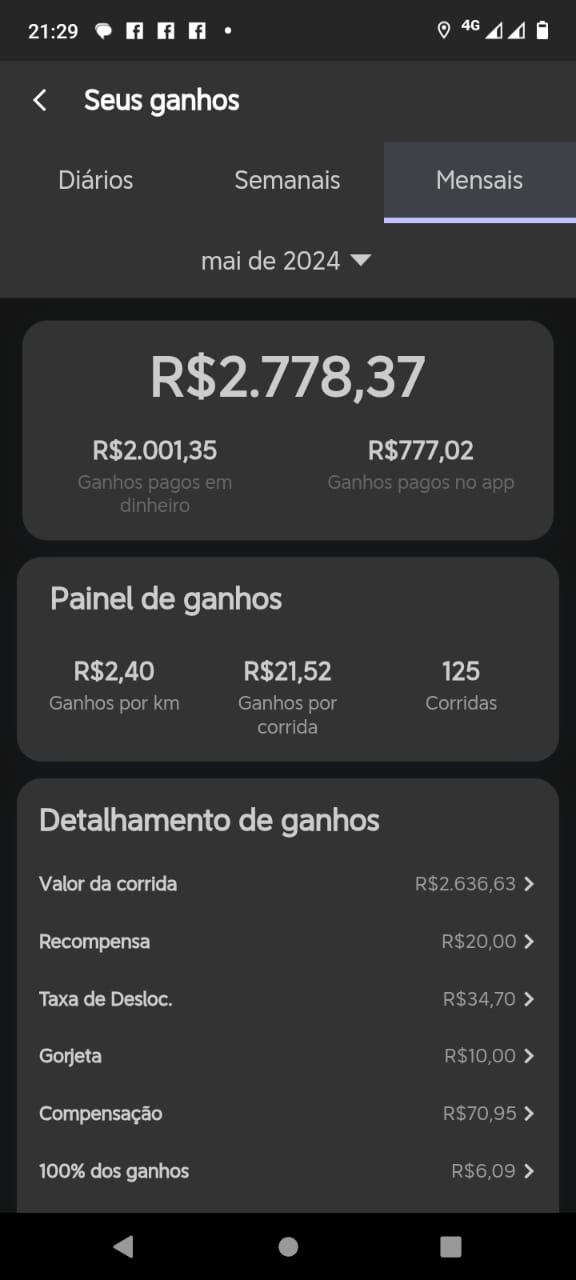 21:29
4G
Seus ganhos
Diários Semanais Mensais
mai de 2024
R$2.778,37
R$2.001,35 R$777,02
Ganhos pagos em Ganhos pagos no app
dinheiro
Painel de ganhos
R$2,40 R$21,52 125
Ganhos por km Ganhos por Corridas
corrida
Detalhamento de ganhos
Valor da corrida R$2.636,63
Recompensa R$20,00
Taxa de Desloc. R$34,70
Gorjeta R$10,00
Compensação R$70,95
100% dos ganhos R$6,09